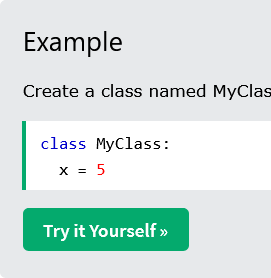 Example
Create a class named MyClas
class MyClass:
  x = 5
Try it Yourself »